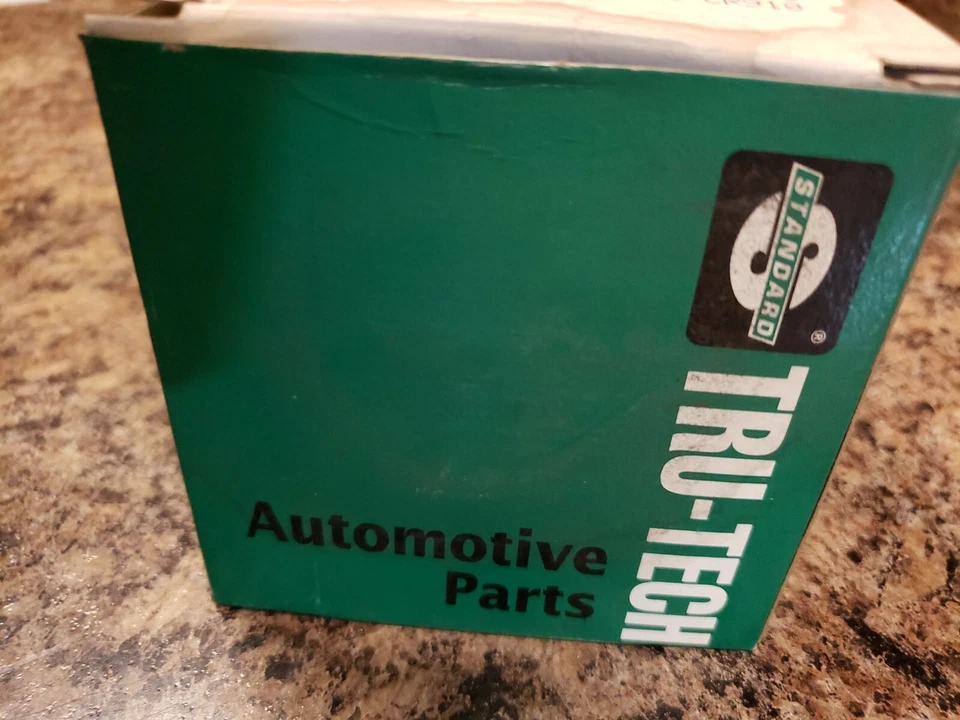 STANDARD
®
TRU-TECH
Automotive
Parts